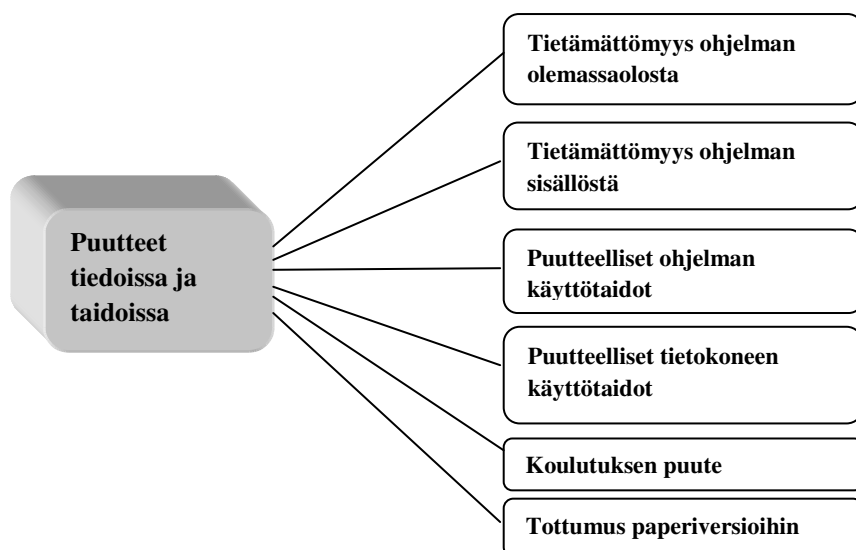 Puutteet
tiedoissa ja
taidoissa
Tietämättömyys ohjelman
olemassaolosta
Tietämättömyys ohjelman
sisällöstä
Puutteelliset ohjelman
käyttötaidot
Puutteelliset tietokoneen
käyttötaidot
Koulutuksen puute
Tottumus paperiversioihin